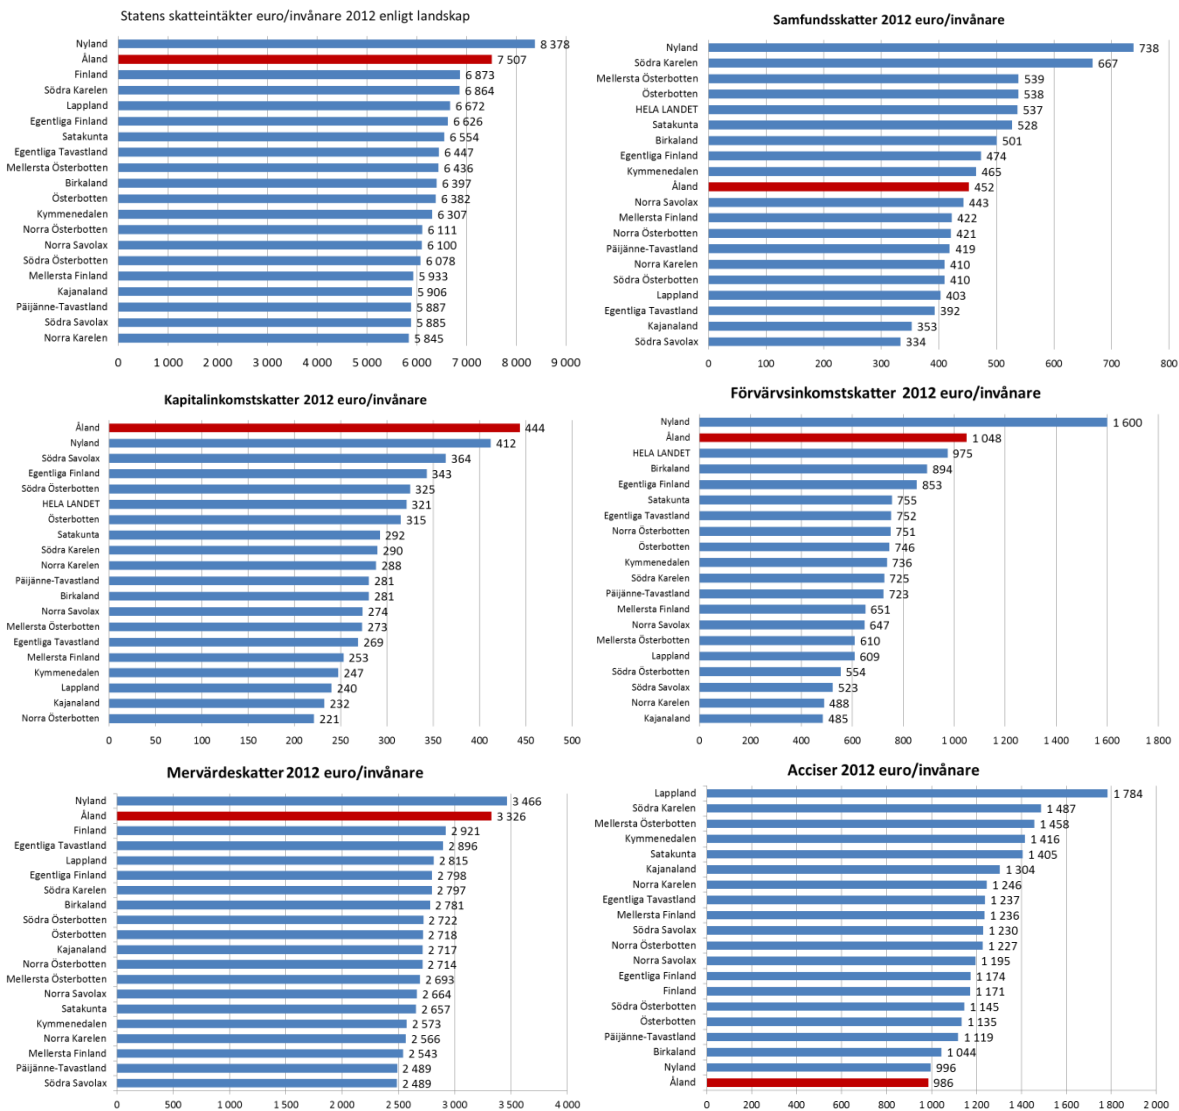 Statens skatteintäkter euro/invånare 2012 enligt landskap
Nyland 8 378
Åland 7 507
Finland 6 873
Södra Karelen 6 864
Lappland 6 672
Egentliga Finland 6 626
Satakunta 6 554
Egentliga Tavastland 6 447
Mellersta Österbotten 6 436
Birkaland 6 397
Österbotten 6 382
Kymmenedalen 6 307
Norra Österbotten 6 111
Norra Savolax 6 100
Södra Österbotten 6 078
Mellersta Finland 5 933
Kajanaland 5 906
Päijänne-Tavastland 5 887
Södra Savolax 5 885
Norra Karelen 5 845
0 1 000 2 000 3 000 4 000 5 000 6 000 7 000 8 000 9 000
Samfundsskatter 2012 euro/invånare
Nyland 738
Södra Karelen 667
Mellersta Österbotten 539
Österbotten 538
HELA LANDET 537
Satakunta 528
Birkaland 501
Egentliga Finland 474
Kymmenedalen 465
Åland 452
Norra Savolax 443
Mellersta Finland 422
Norra Österbotten 421
Päijänne-Tavastland 419
Norra Karelen 410
Södra Österbotten 410
Lappland 403
Egentliga Tavastland 392
Kajanaland 353
Södra Savolax 334
0 100 200 300 400 500 600 700 800
Kapitalinkomstskatter 2012 euro/invånare
Åland 444
Nyland 412
Södra Savolax 364
Egentliga Finland 343
Södra Österbotten 325
HELA LANDET 321
Österbotten 315
Satakunta 292
Södra Karelen 290
Norra Karelen 288
Päijänne-Tavastland 281
Birkaland 281
Norra Savolax 274
Mellersta Österbotten 273
Egentliga Tavastland 269
Mellersta Finland 253
Kymmenedalen 247
Lappland 240
Kajanaland 232
Norra Österbotten 221
0 50 100 150 200 250 300 350 400 450 500
Förvärvsinkomstskatter 2012 euro/invånare
Nyland 1 600
Åland 1 048
HELA LANDET 975
Birkaland 894
Egentliga Finland 853
Satakunta 755
Egentliga Tavastland 752
Norra Österbotten 751
Österbotten 746
Kymmenedalen 736
Södra Karelen 725
Päijänne-Tavastland 723
Mellersta Finland 651
Norra Savolax 647
Mellersta Österbotten 610
Lappland 609
Södra Österbotten 554
Södra Savolax 523
Norra Karelen 488
Kajanaland 485
0 200 400 600 800 1 000 1 200 1 400 1 600 1 800
Mervärdeskatter 2012 euro/invånare
Nyland 3 466
Åland 3 326
Finland 2 921
Egentliga Tavastland 2 896
Lappland 2 815
Egentliga Finland 2 798
Södra Karelen 2 797
Birkaland 2 781
Södra Österbotten 2 722
Österbotten 2 718
Kajanaland 2 717
Norra Österbotten 2 714
Mellersta Österbotten 2 693
Norra Savolax 2 664
Satakunta 2 657
Kymmenedalen 2 573
Norra Karelen 2 566
Mellersta Finland 2 543
Päijänne-Tavastland 2 489
Södra Savolax 2 489
0 500 1 000 1 500 2 000 2 500 3 000 3 500 4 000
Acciser 2012 euro/invånare
Lappland 1 784
Södra Karelen 1 487
Mellersta Österbotten 1 458
Kymmenedalen 1 416
Satakunta 1 405
Kajanaland 1 304
Norra Karelen 1 246
Egentliga Tavastland 1 237
Mellersta Finland 1 236
Södra Savolax 1 230
Norra Österbotten 1 227
Norra Savolax 1 195
Egentliga Finland 1 174
Finland 1 171
Södra Österbotten 1 145
Österbotten 1 135
Päijänne-Tavastland 1 119
Birkaland 1 044
Nyland 996
Åland 986
0 200 400 600 800 1 000 1 200 1 400 1 600 1 800 2 000